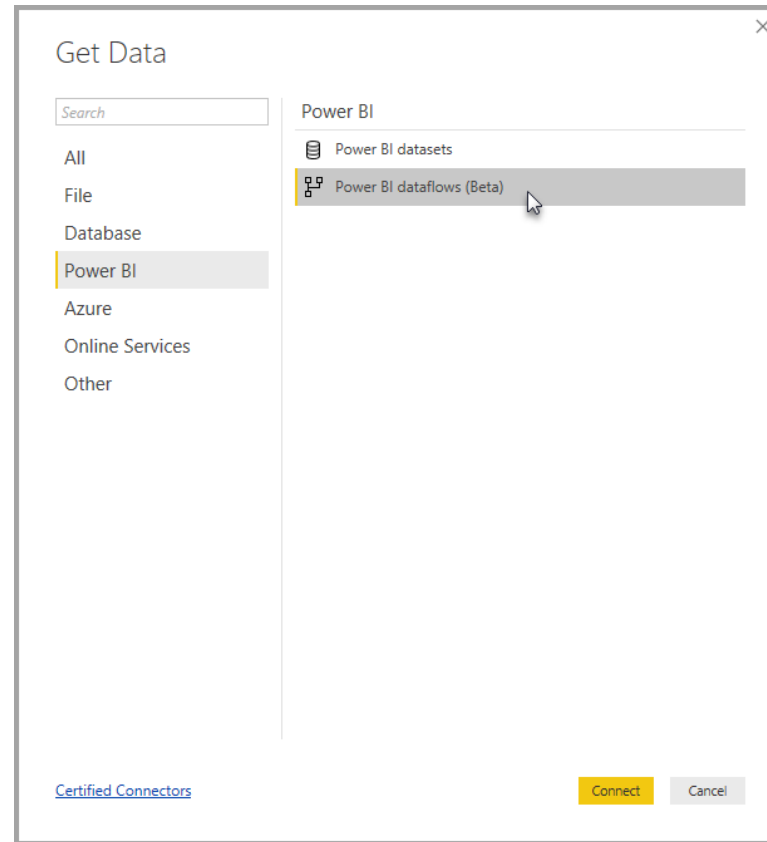 Get Data
Search
All
File
Database
Power BI
Azure
Online Services
Other
Power BI
Power BI datasets
Power BI dataflows (Beta)
Certified Connectors
Connect
Cancel